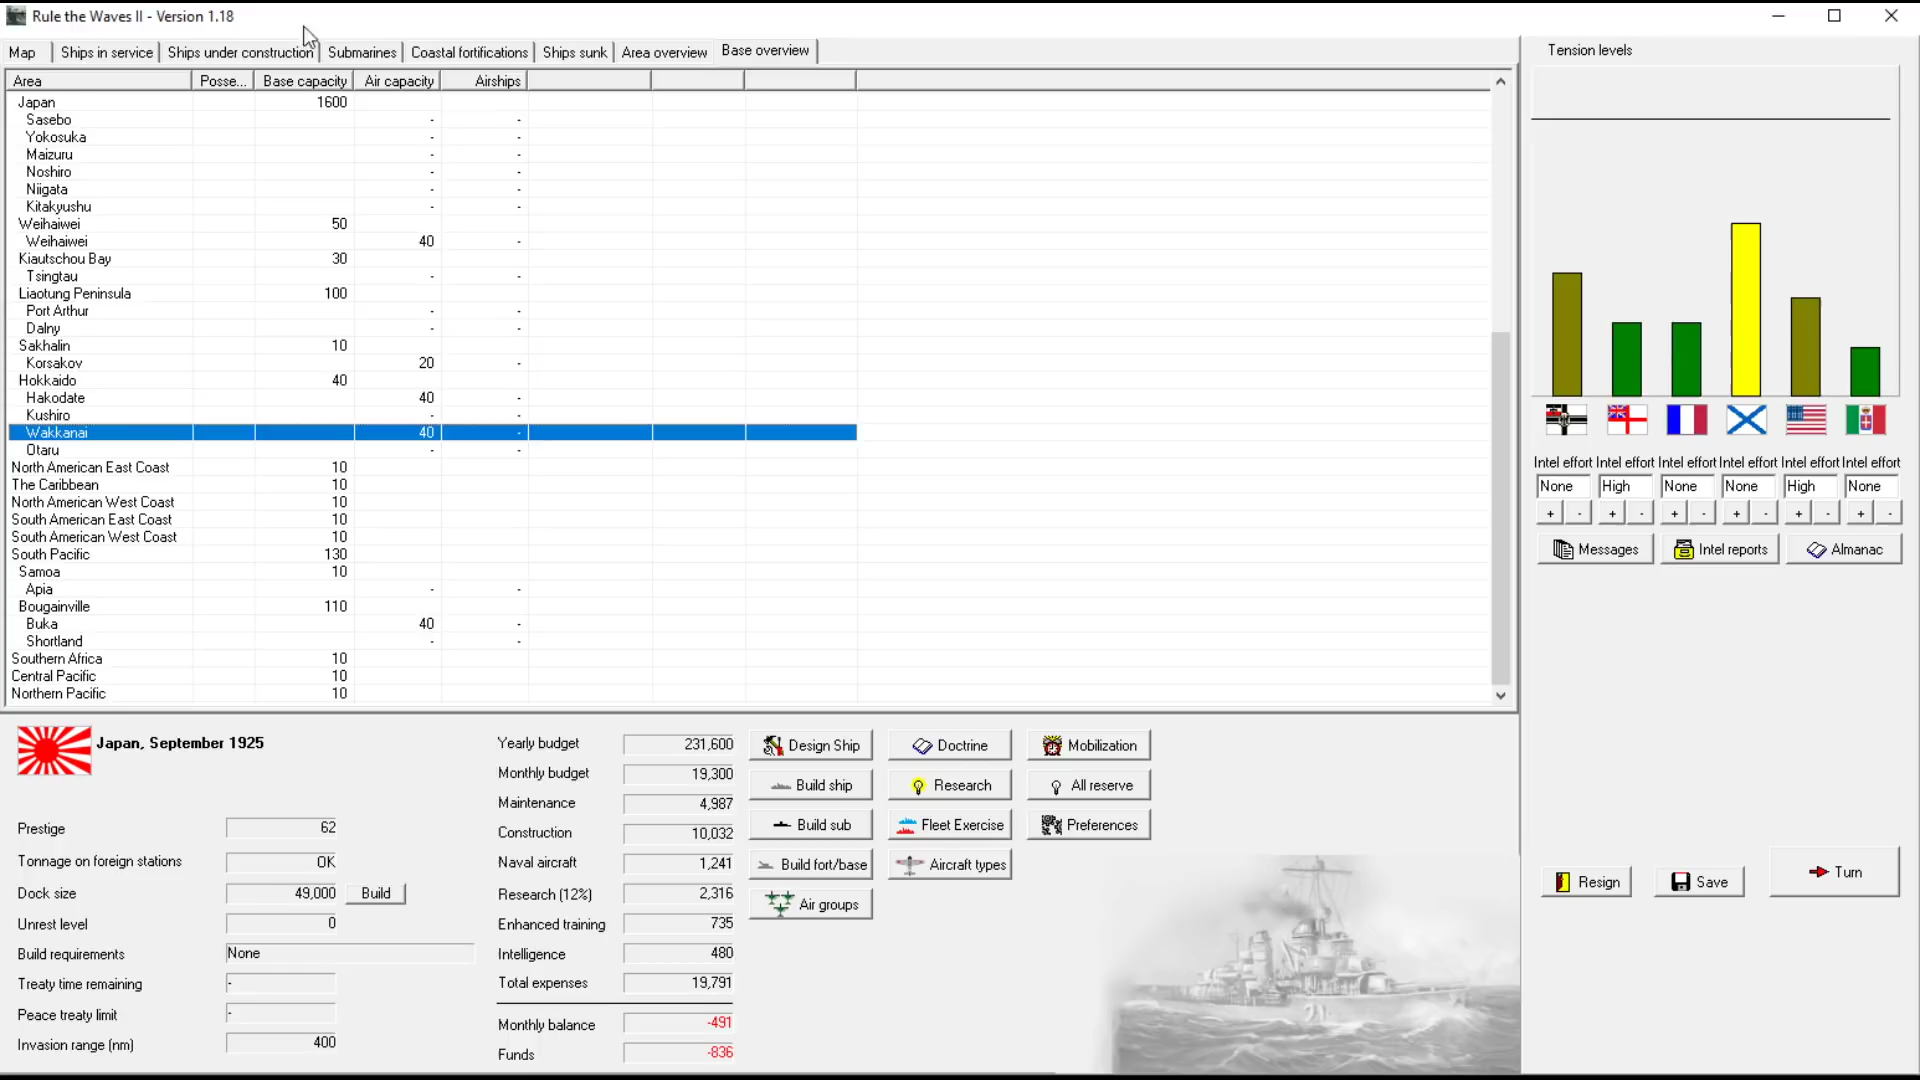 Rule the Waves II - Version 1.18
Map Ships in service Ships under construction Submarines Coastal fortifications Ships sunk Area overview Base overview
Area Posse... Base capacity Air capacity Airships
Japan 1600
Sasebo - -
Yokosuka - -
Maizuru - -
Noshiro - -
Niigata - -
Kitakyushu - -
Weihaiwei 50
Weihaiwei 40 -
Kiautschou Bay 30
Tsingtau - -
Liaotung Peninsula 100
Port Arthur - -
Dalny - -
Sakhalin 10
Korsakov 20 -
Hokkaido 40
Hakodate 40 -
Kushiro - -
Wakkanai 40 -
Otaru - -
North American East Coast 10
The Caribbean 10
North American West Coast 10
South American East Coast 10
South American West Coast 10
South Pacific 130
Samoa 10
Apia - -
Bougainville 110
Buka 40 -
Shortland - -
Southern Africa 10
Central Pacific 10
Northern Pacific 10
Tension levels
Intel effort Intel effort Intel effort Intel effort Intel effort Intel effort
None High None None High None
+ - + - + - + - + - + -
Messages Intel reports Almanac
Resign Save Turn
Japan, September 1925
Prestige 62
Tonnage on foreign stations OK
Dock size 49,000 Build
Unrest level 0
Build requirements None
Treaty time remaining -
Peace treaty limit -
Invasion range (nm) 400
Yearly budget 231,600
Monthly budget 19,300
Maintenance 4,987
Construction 10,032
Naval aircraft 1,241
Research (12%) 2,316
Enhanced training 735
Intelligence 480
Total expenses 19,791
Monthly balance -491
Funds -836
Design Ship Doctrine Mobilization
Build ship Research All reserve
Build sub Fleet Exercise Preferences
Build fort/base Aircraft types
Air groups